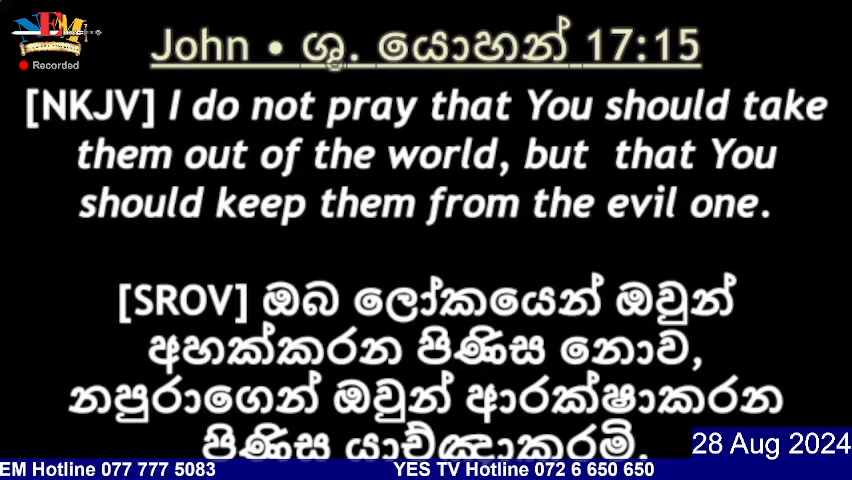 NEM
Recorded
John • ශු. යොහන් 17:15
[NKJV] I do not pray that You should take
them out of the world, but that You
should keep them from the evil one.
[SROV] ඔබ ලෝකයෙන් ඔවුන්
අහක්කරන පිණිස නොව,
නපුරාගෙන් ඔවුන් ආරක්ෂාකරන
පිණිස යාච්ඤාකරමි.
28 Aug 2024
EM Hotline 077 777 5083 YES TV Hotline 072 6 650 650